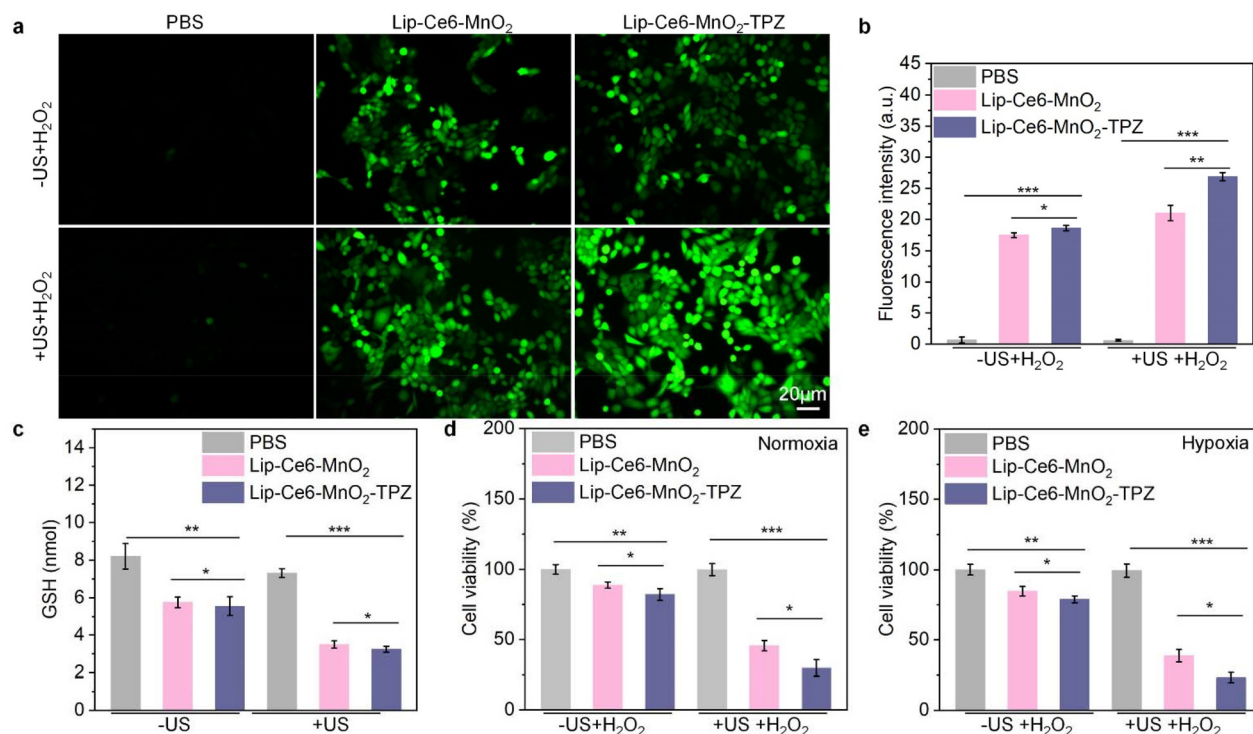 a
PBS
Lip-Ce6-MnO₂
Lip-Ce6-MnO₂-TPZ
-US+H₂O₂
+US+H₂O₂
20μm
b
Fluorescence intensity (a.u.)
45
40
35
30
25
20
15
10
5
0
PBS
Lip-Ce6-MnO₂
Lip-Ce6-MnO₂-TPZ
***
*
***
**
-US+H₂O₂
+US +H₂O₂
c
GSH (nmol)
14
12
10
8
6
4
2
0
PBS
Lip-Ce6-MnO₂
Lip-Ce6-MnO₂-TPZ
**
*
***
*
-US
+US
d
Cell viability (%)
200
150
100
50
0
PBS
Normoxia
Lip-Ce6-MnO₂
Lip-Ce6-MnO₂-TPZ
**
*
***
*
-US+H₂O₂
+US +H₂O₂
e
Cell viability (%)
200
150
100
50
0
PBS
Hypoxia
Lip-Ce6-MnO₂
Lip-Ce6-MnO₂-TPZ
**
*
***
*
-US +H₂O₂
+US +H₂O₂